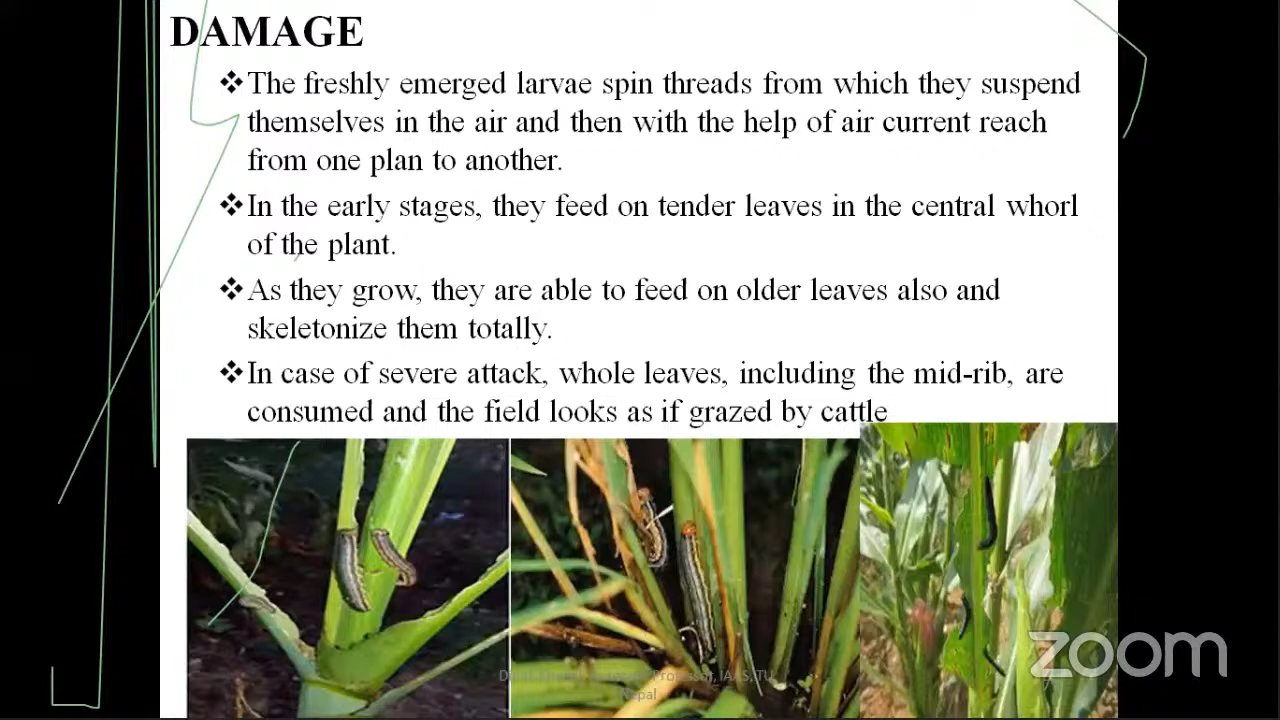 DAMAGE
❖The freshly emerged larvae spin threads from which they suspend
themselves in the air and then with the help of air current reach
from one plan to another.
❖In the early stages, they feed on tender leaves in the central whorl
of the plant.
❖As they grow, they are able to feed on older leaves also and
skeletonize them totally.
❖In case of severe attack, whole leaves, including the mid-rib, are
consumed and the field looks as if grazed by cattle
Professor, IAAS, TU,
Nepal
zoom